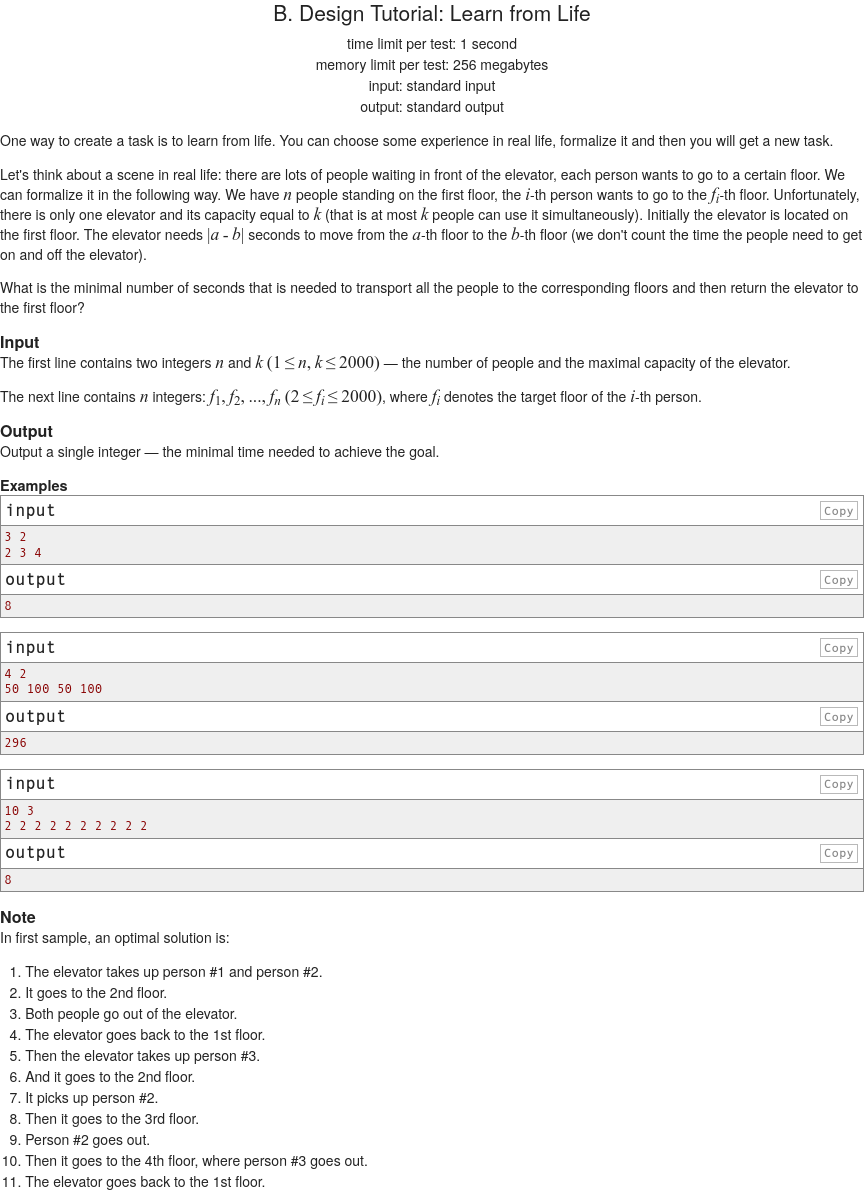 B. Design Tutorial: Learn from Life
time limit per test: 1 second
memory limit per test: 256 megabytes
input: standard input
output: standard output
One way to create a task is to learn from life. You can choose some experience in real life, formalize it and then you will get a new task.
Let's think about a scene in real life: there are lots of people waiting in front of the elevator, each person wants to go to a certain floor. We
can formalize it in the following way. We have n people standing on the first floor, the i-th person wants to go to the fi-th floor. Unfortunately,
there is only one elevator and its capacity equal to k (that is at most k people can use it simultaneously). Initially the elevator is located on
the first floor. The elevator needs |a - b| seconds to move from the a-th floor to the b-th floor (we don't count the time the people need to get
on and off the elevator).
What is the minimal number of seconds that is needed to transport all the people to the corresponding floors and then return the elevator to
the first floor?
Input
The first line contains two integers n and k (1 ≤ n, k ≤ 2000) — the number of people and the maximal capacity of the elevator.
The next line contains n integers: f1, f2, ..., fn (2 ≤ fi ≤ 2000), where fi denotes the target floor of the i-th person.
Output
Output a single integer — the minimal time needed to achieve the goal.
Examples
input Copy
3 2
2 3 4
output Copy
8
input Copy
4 2
50 100 50 100
output Copy
296
input Copy
10 3
2 2 2 2 2 2 2 2 2 2
output Copy
8
Note
In first sample, an optimal solution is:
1. The elevator takes up person #1 and person #2.
2. It goes to the 2nd floor.
3. Both people go out of the elevator.
4. The elevator goes back to the 1st floor.
5. Then the elevator takes up person #3.
6. And it goes to the 2nd floor.
7. It picks up person #2.
8. Then it goes to the 3rd floor.
9. Person #2 goes out.
10. Then it goes to the 4th floor, where person #3 goes out.
11. The elevator goes back to the 1st floor.